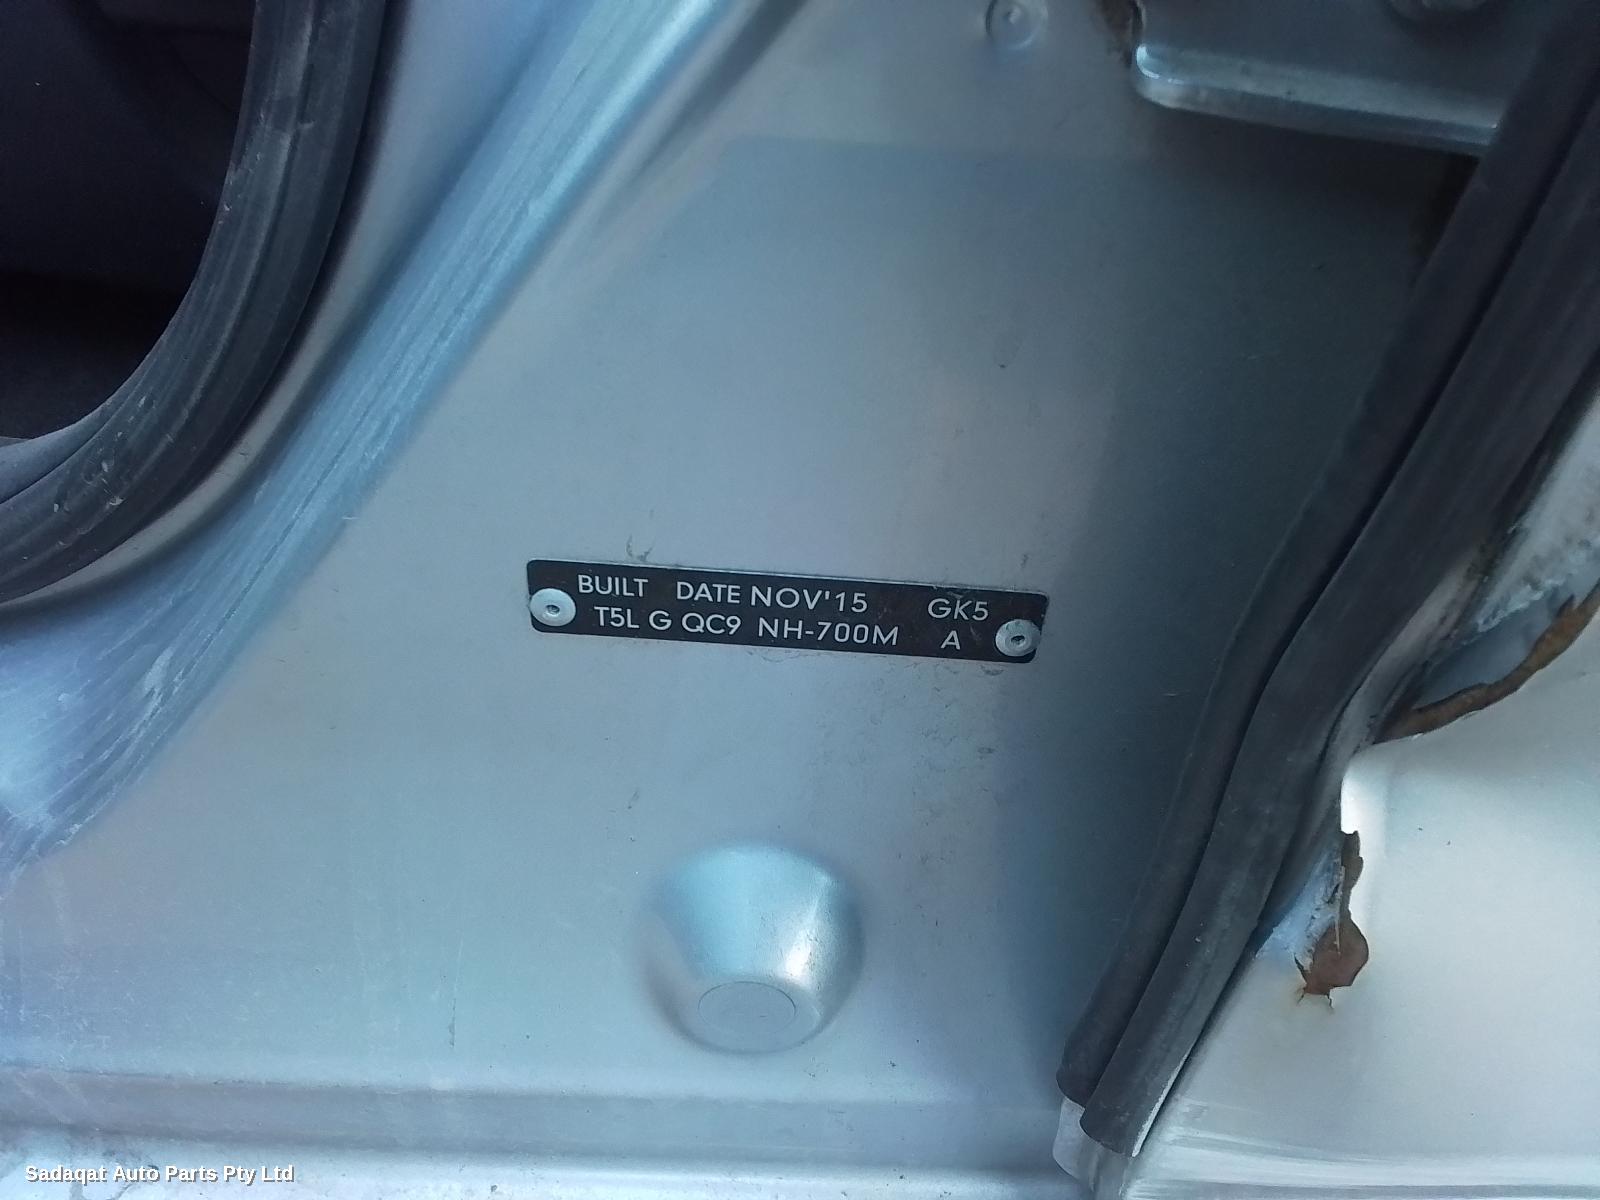 BUILT DATE NOV'15 GK5
T5L G QC9 NH-700M A
Sadaqat Auto Parts Pty Ltd